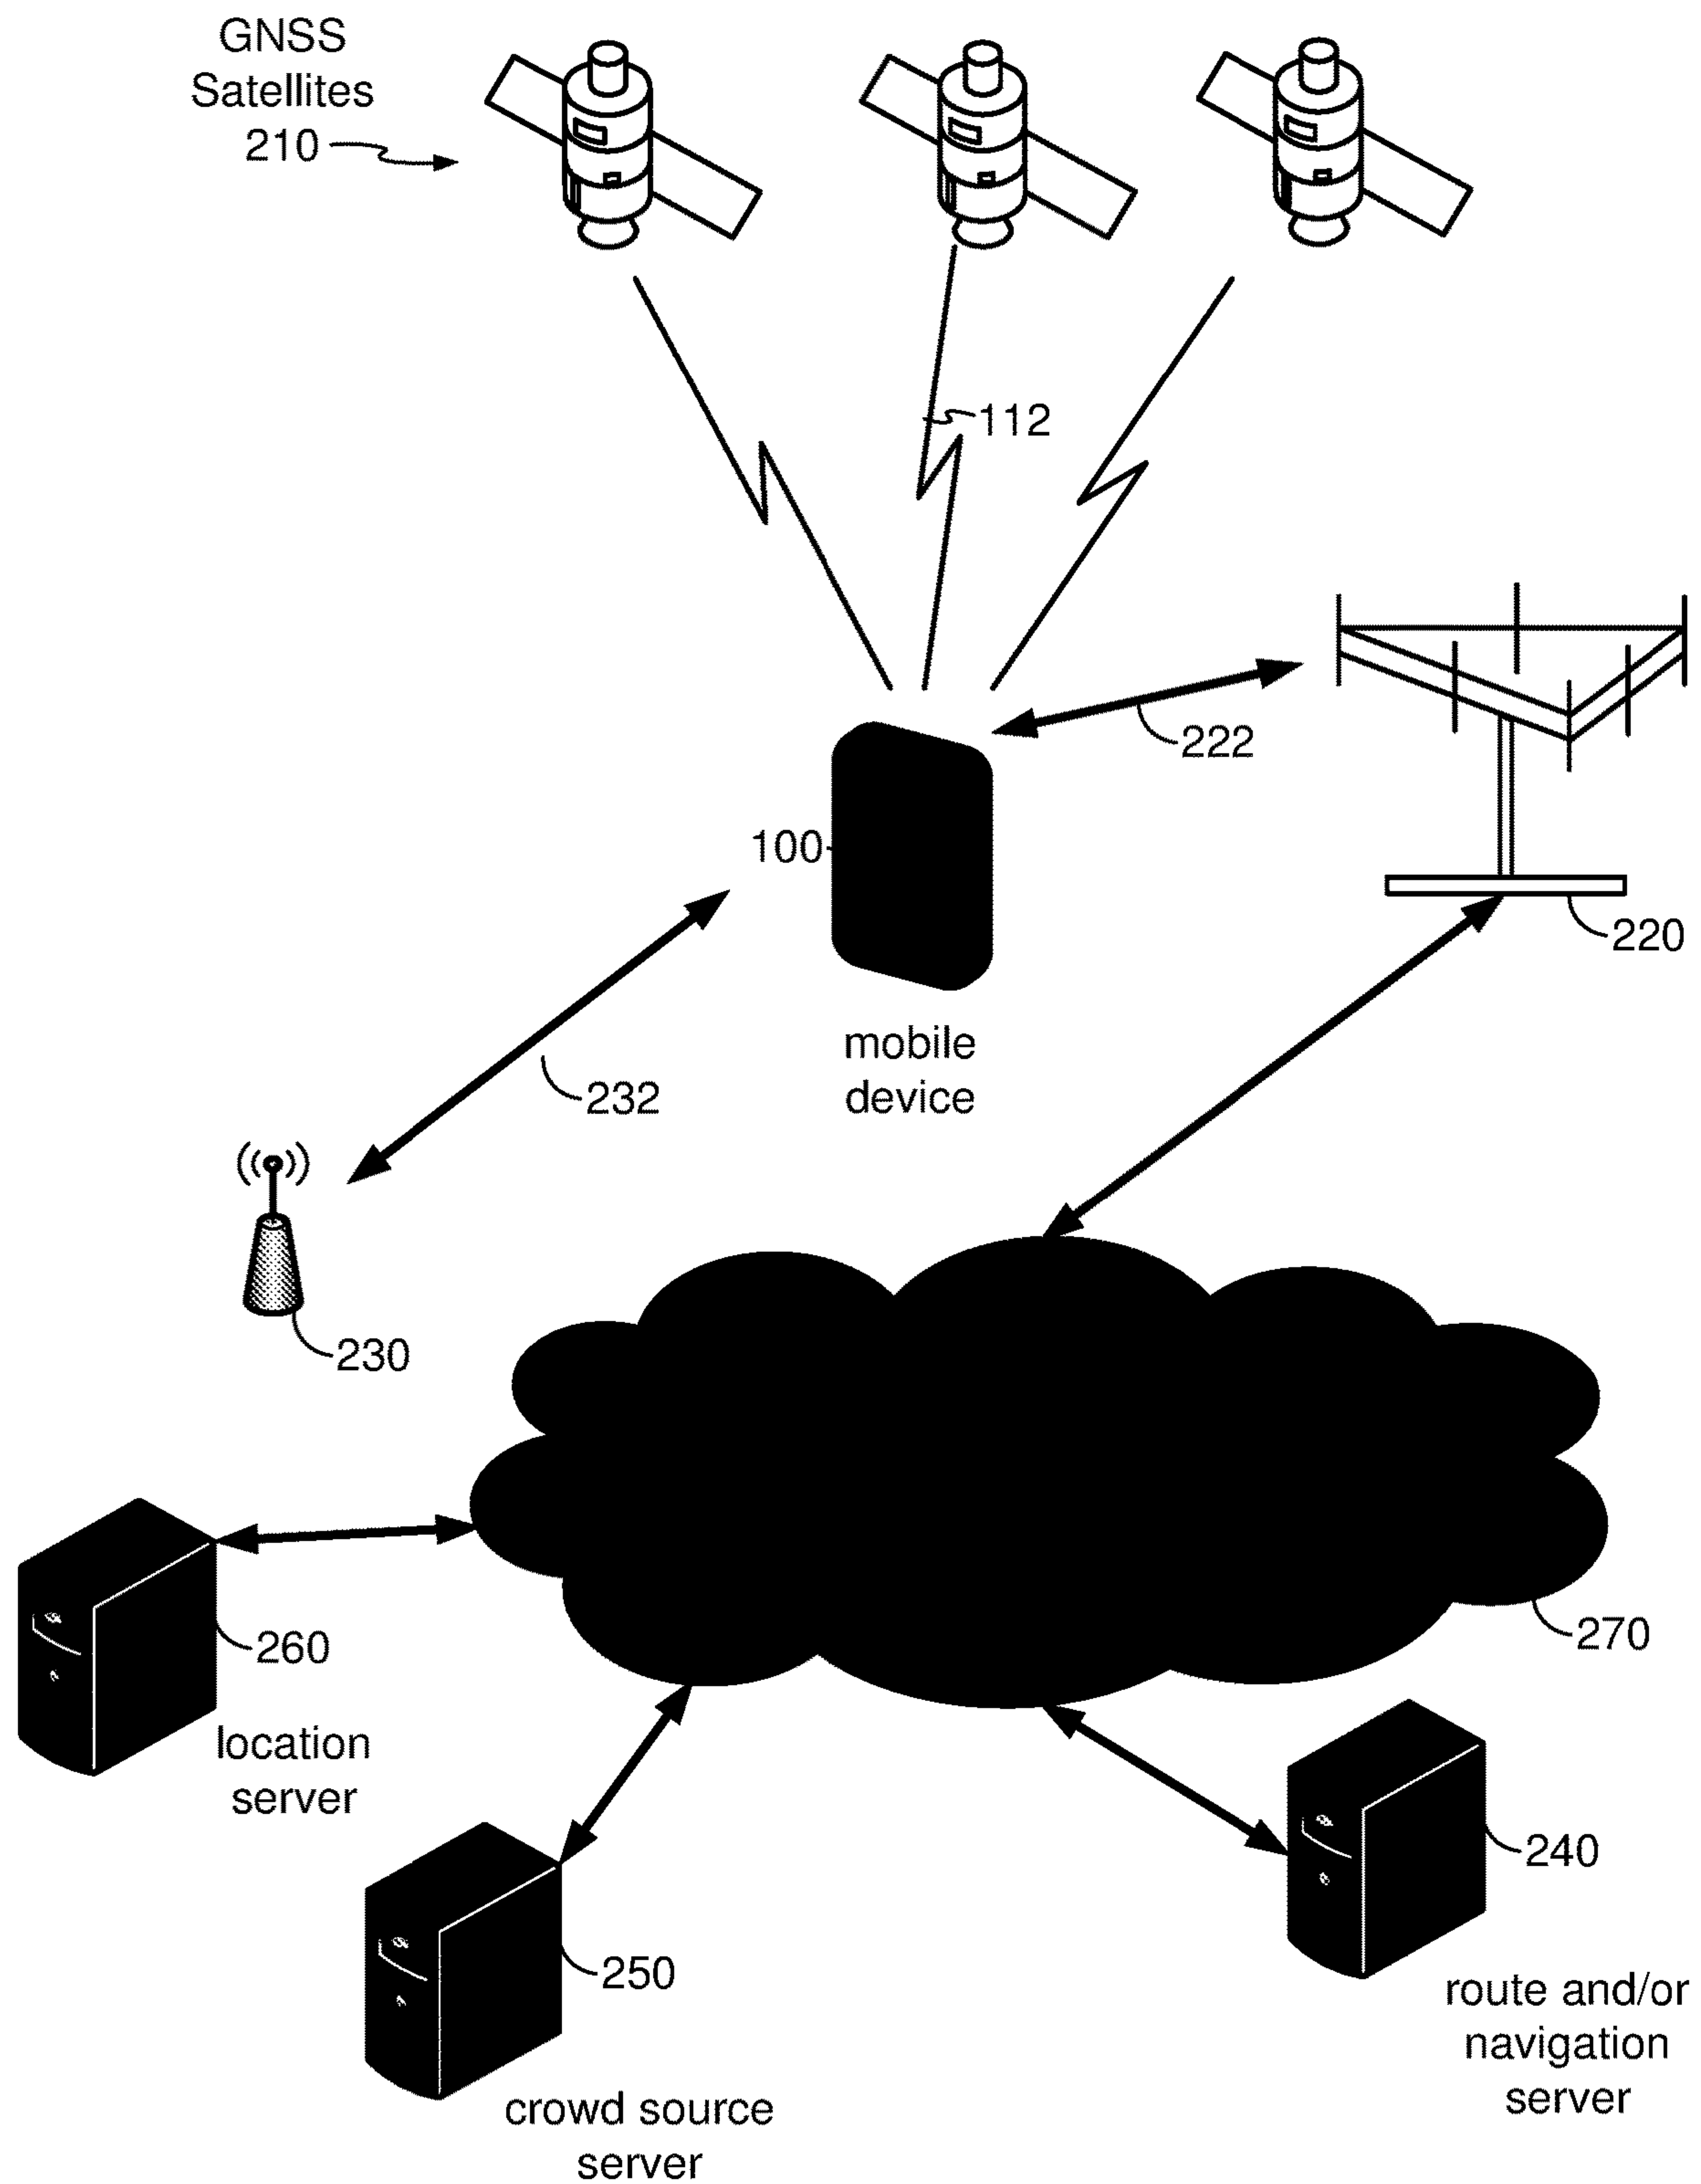 GNSS
Satellites
210
112
222
100
220
mobile
device
232
230
260
270
location
server
240
250
route and/or
navigation
server
crowd source
server